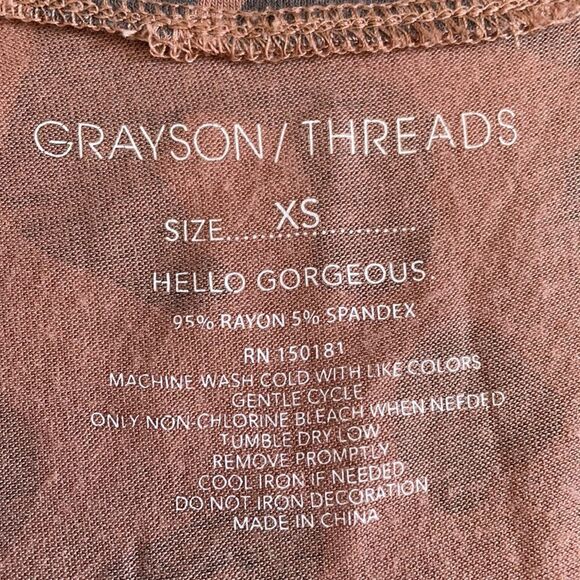 GRAYSON / THREADS
SIZE....XS............
HELLO GORGEOUS.
95% RAYON 5% SPANDEX
RN 150181
MACHINE WASH COLD WITH LIKE COLORS
GENTLE CYCLE
ONLY NON-CHLORINE BLEACH WHEN NEEDED
TUMBLE DRY LOW
REMOVE PROMPTLY
COOL IRON IF NEEDED
DO NOT IRON DECORATION
MADE IN CHINA